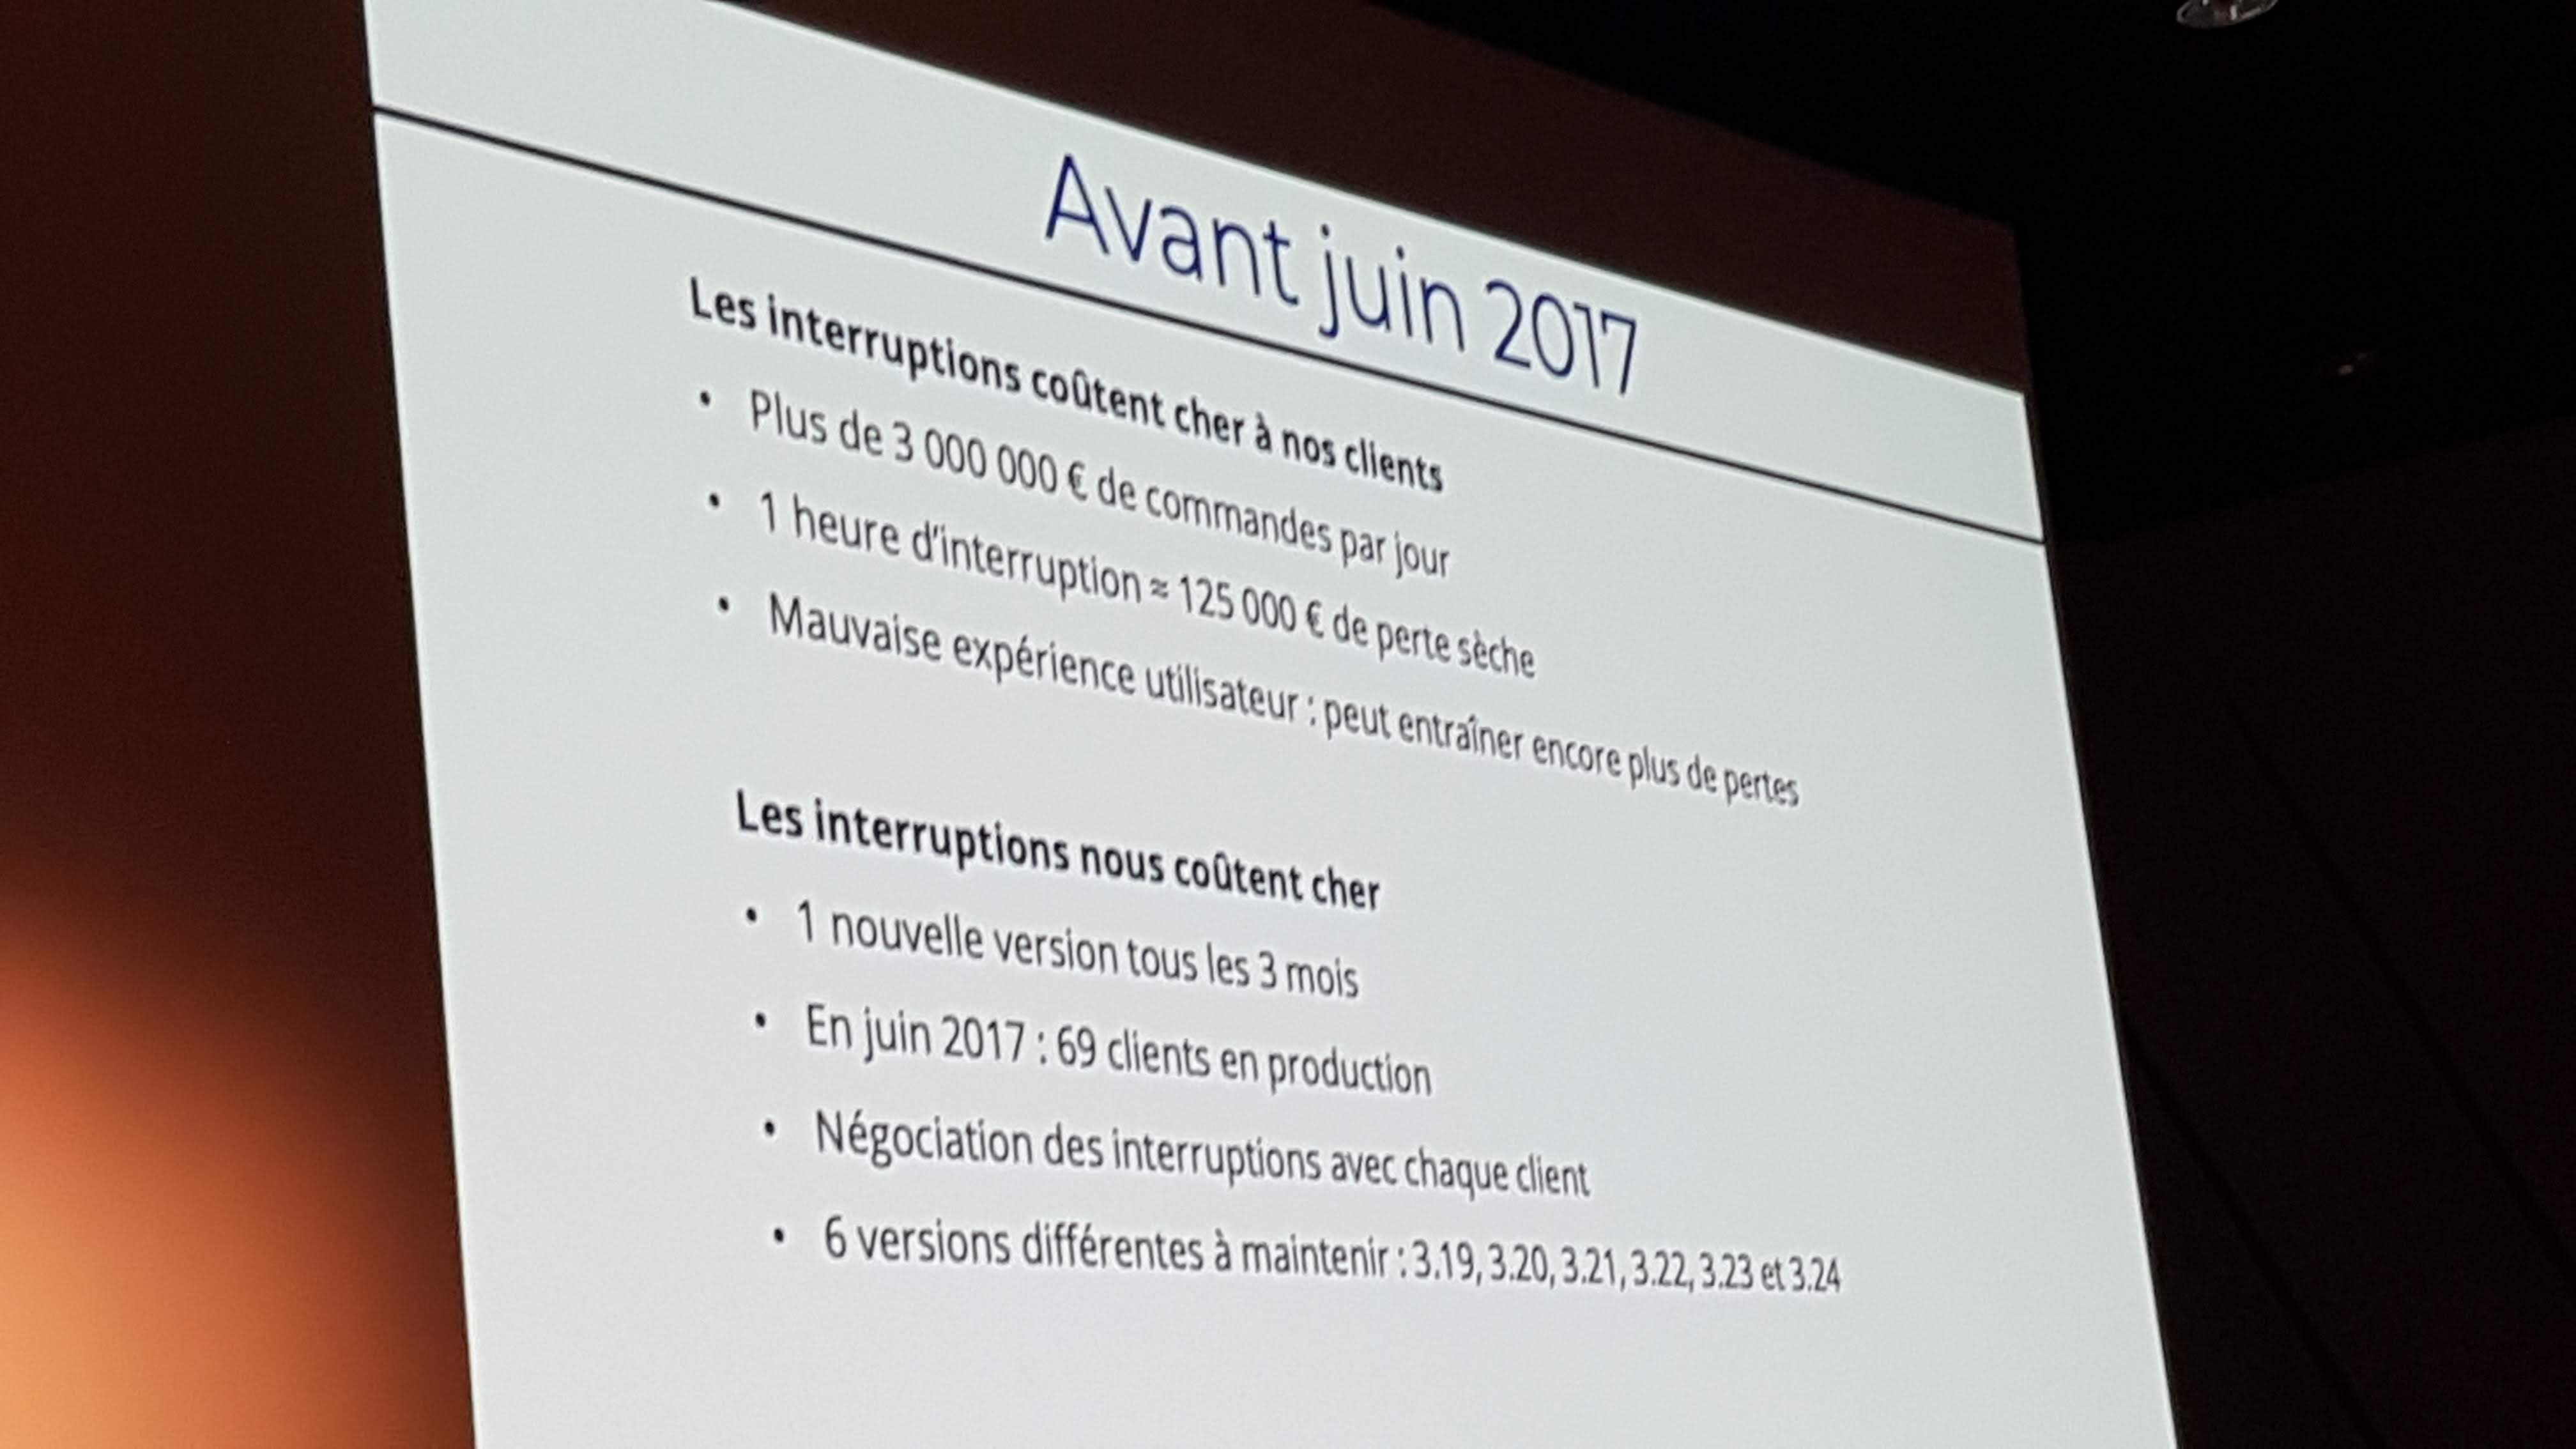 Avant juin 2017
Les interruptions coûtent cher à nos clients
• Plus de 3 000 000 € de commandes par jour
• 1 heure d'interruption ≈ 125 000 € de perte sèche
• Mauvaise expérience utilisateur : peut entraîner encore plus de pertes
Les interruptions nous coûtent cher
• 1 nouvelle version tous les 3 mois
• En juin 2017 : 69 clients en production
• Négociation des interruptions avec chaque client
• 6 versions différentes à maintenir : 3.19, 3.20, 3.21, 3.22, 3.23 et 3.24